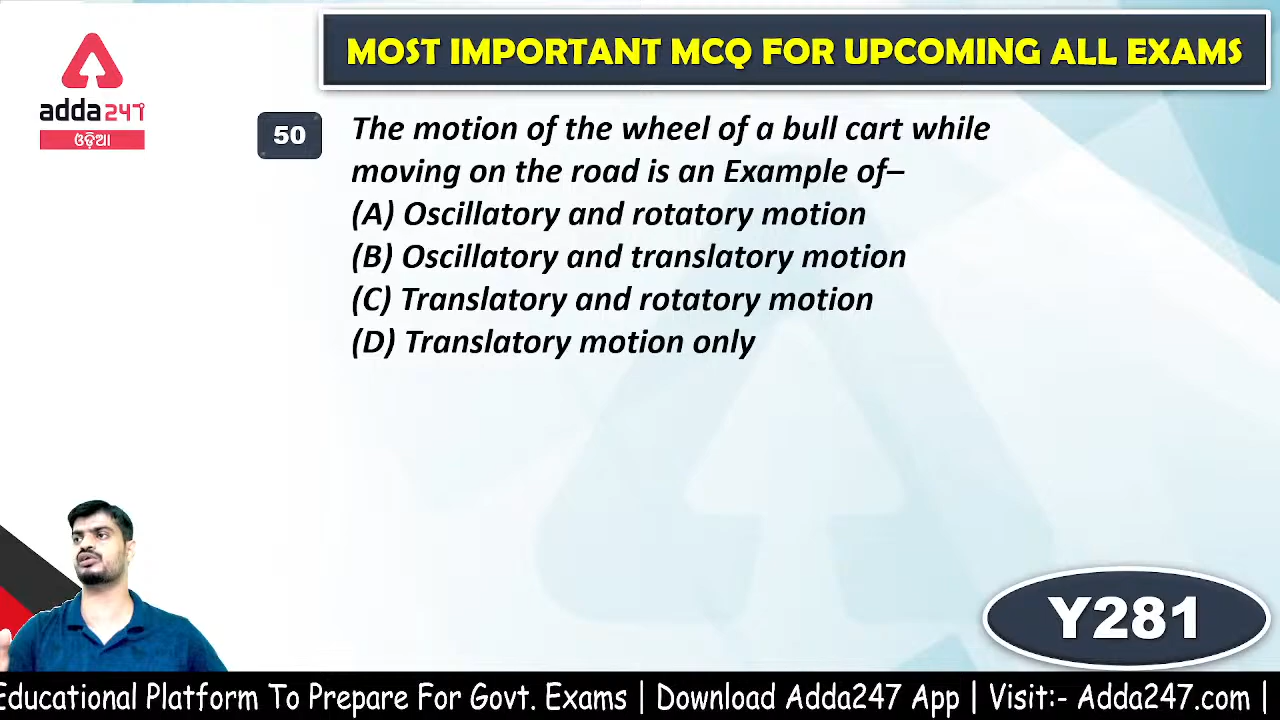 MOST IMPORTANT MCQ FOR UPCOMING ALL EXAMS
adda247
ଓଡ଼ିଆ
50
The motion of the wheel of a bull cart while
moving on the road is an Example of–
(A) Oscillatory and rotatory motion
(B) Oscillatory and translatory motion
(C) Translatory and rotatory motion
(D) Translatory motion only
Y281
Educational Platform To Prepare For Govt. Exams | Download Adda247 App | Visit:- Adda247.com |